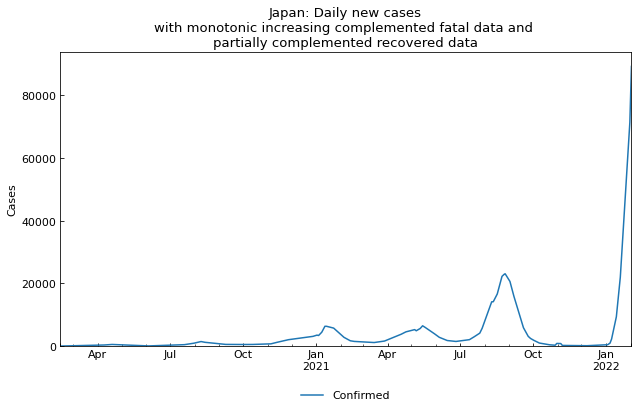 Japan: Daily new cases
with monotonic increasing complemented fatal data and
partially complemented recovered data
80000
60000
40000
20000
0
Cases
Apr Jul Oct Jan Apr Jul Oct Jan
2021 2022
Confirmed